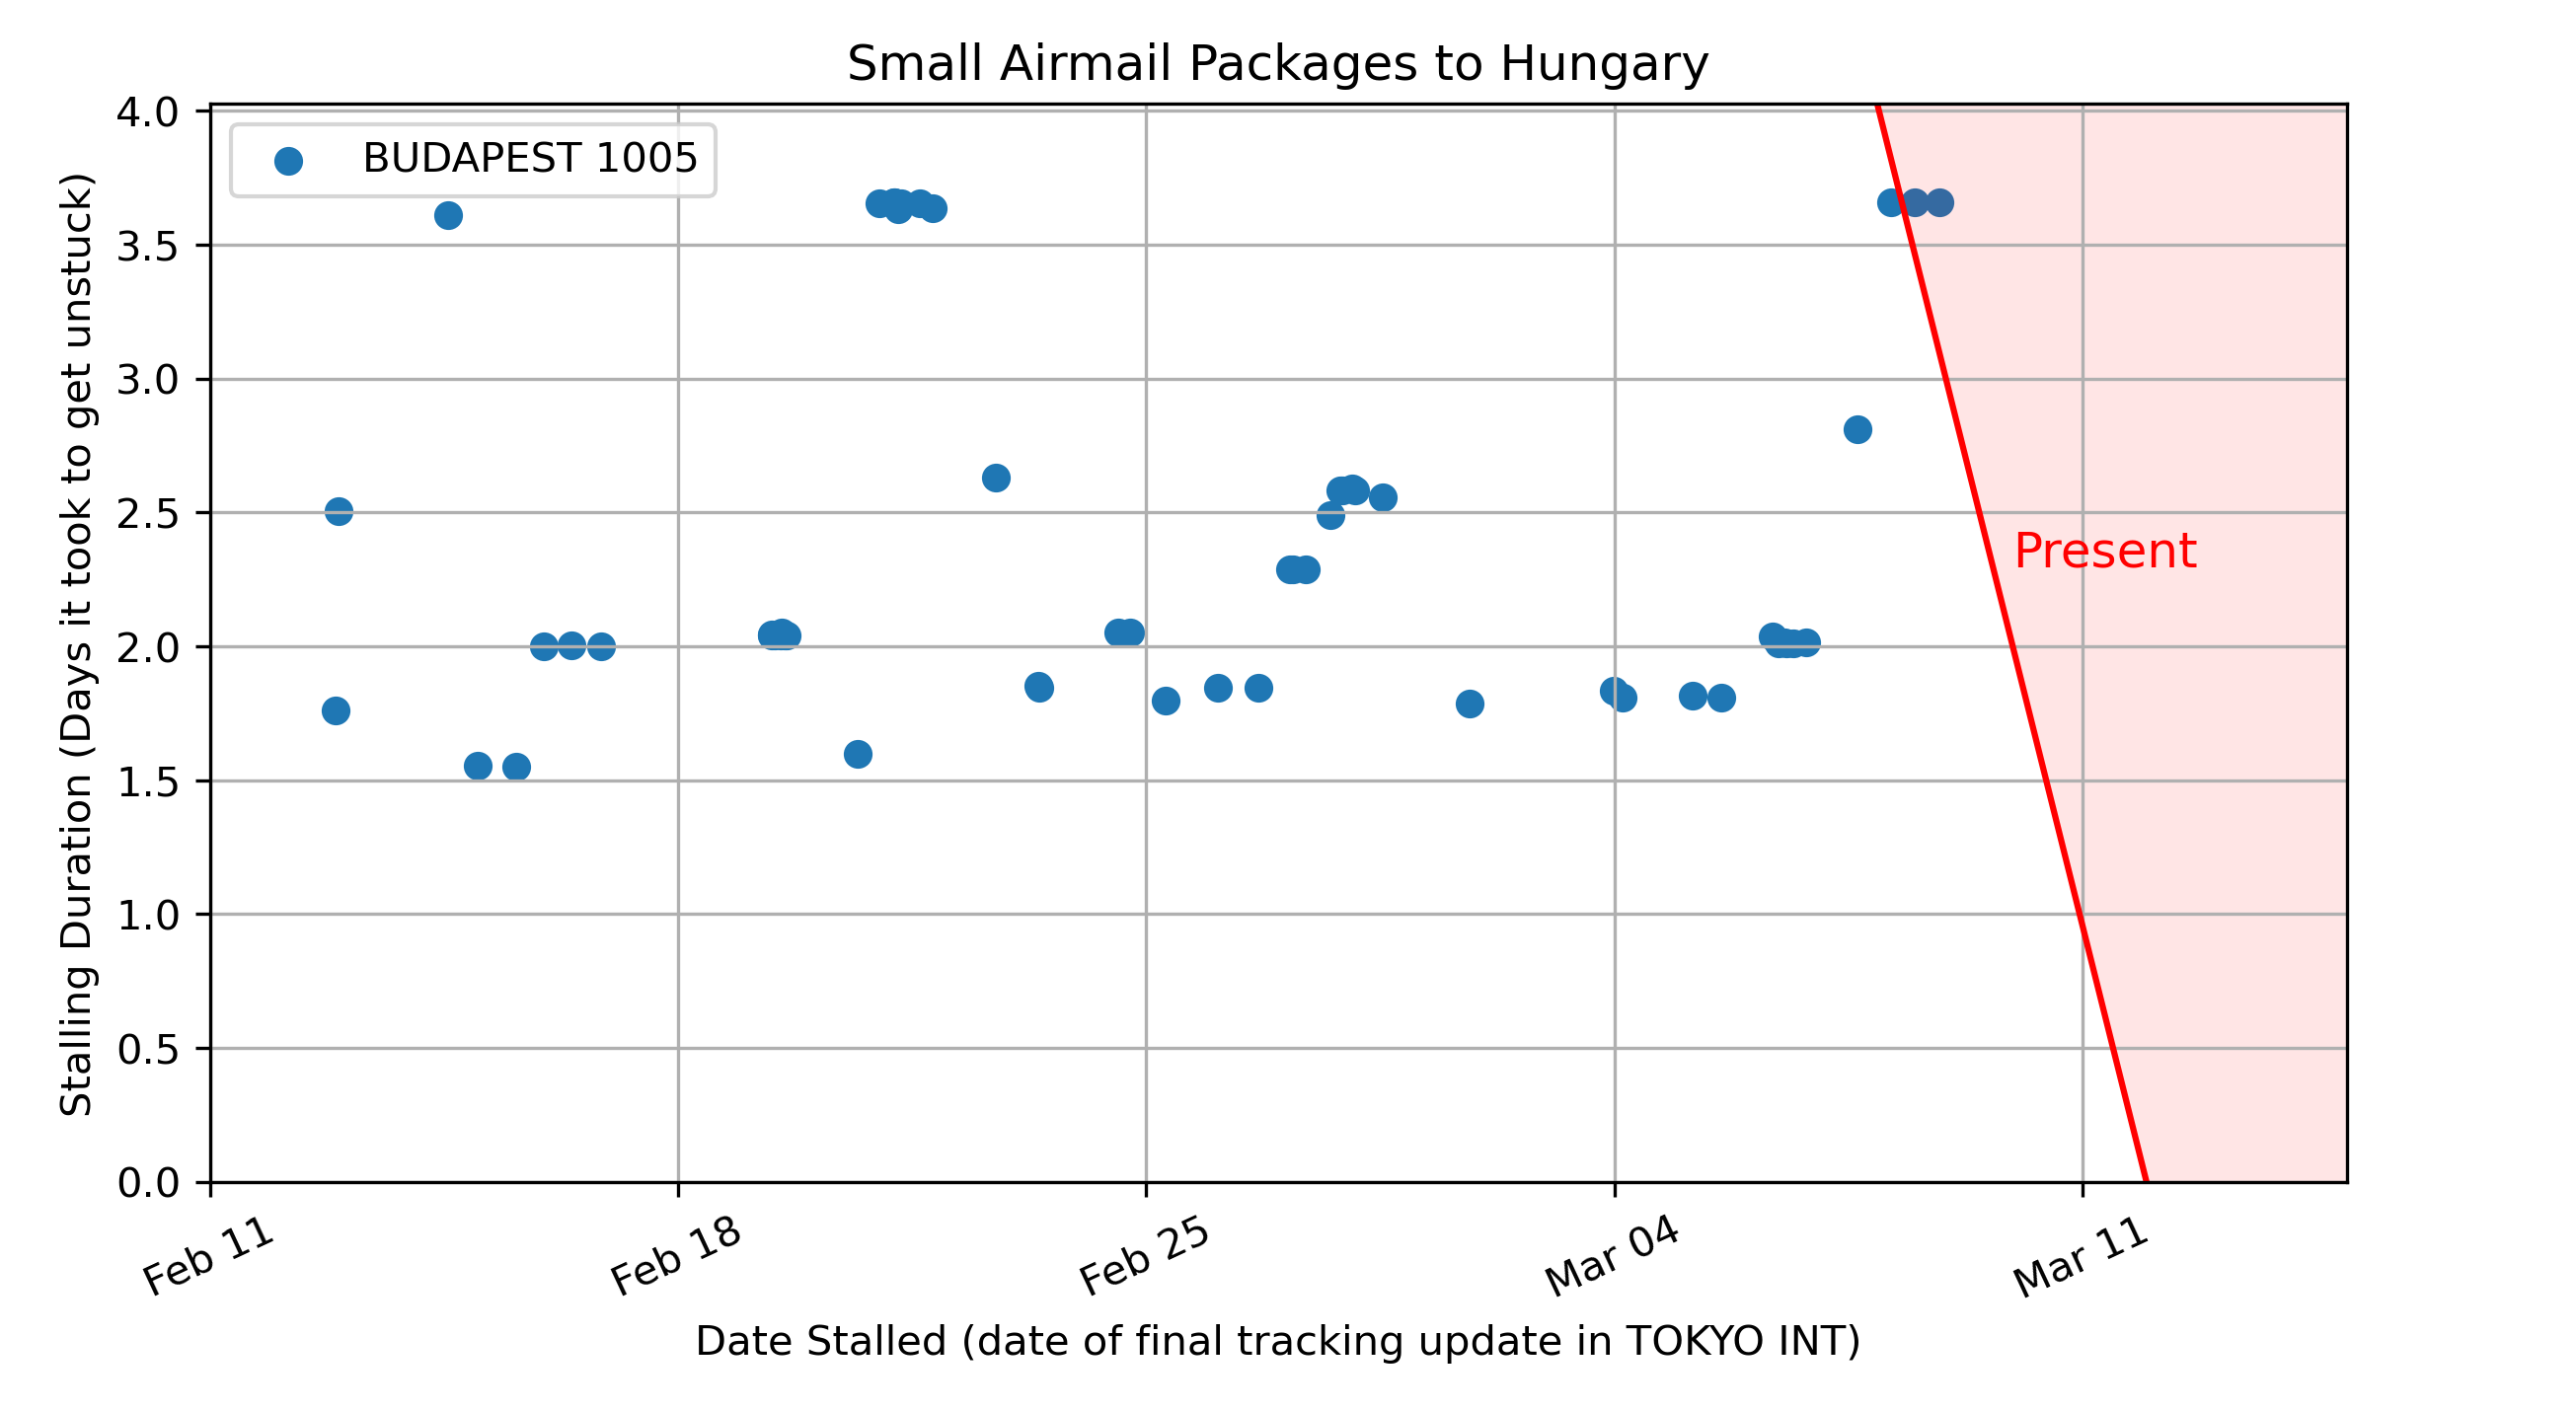 Small Airmail Packages to Hungary
BUDAPEST 1005
Stalling Duration (Days it took to get unstuck)
4.0
3.5
3.0
2.5
2.0
1.5
1.0
0.5
0.0
Present
Feb 11
Feb 18
Feb 25
Mar 04
Mar 11
Date Stalled (date of final tracking update in TOKYO INT)